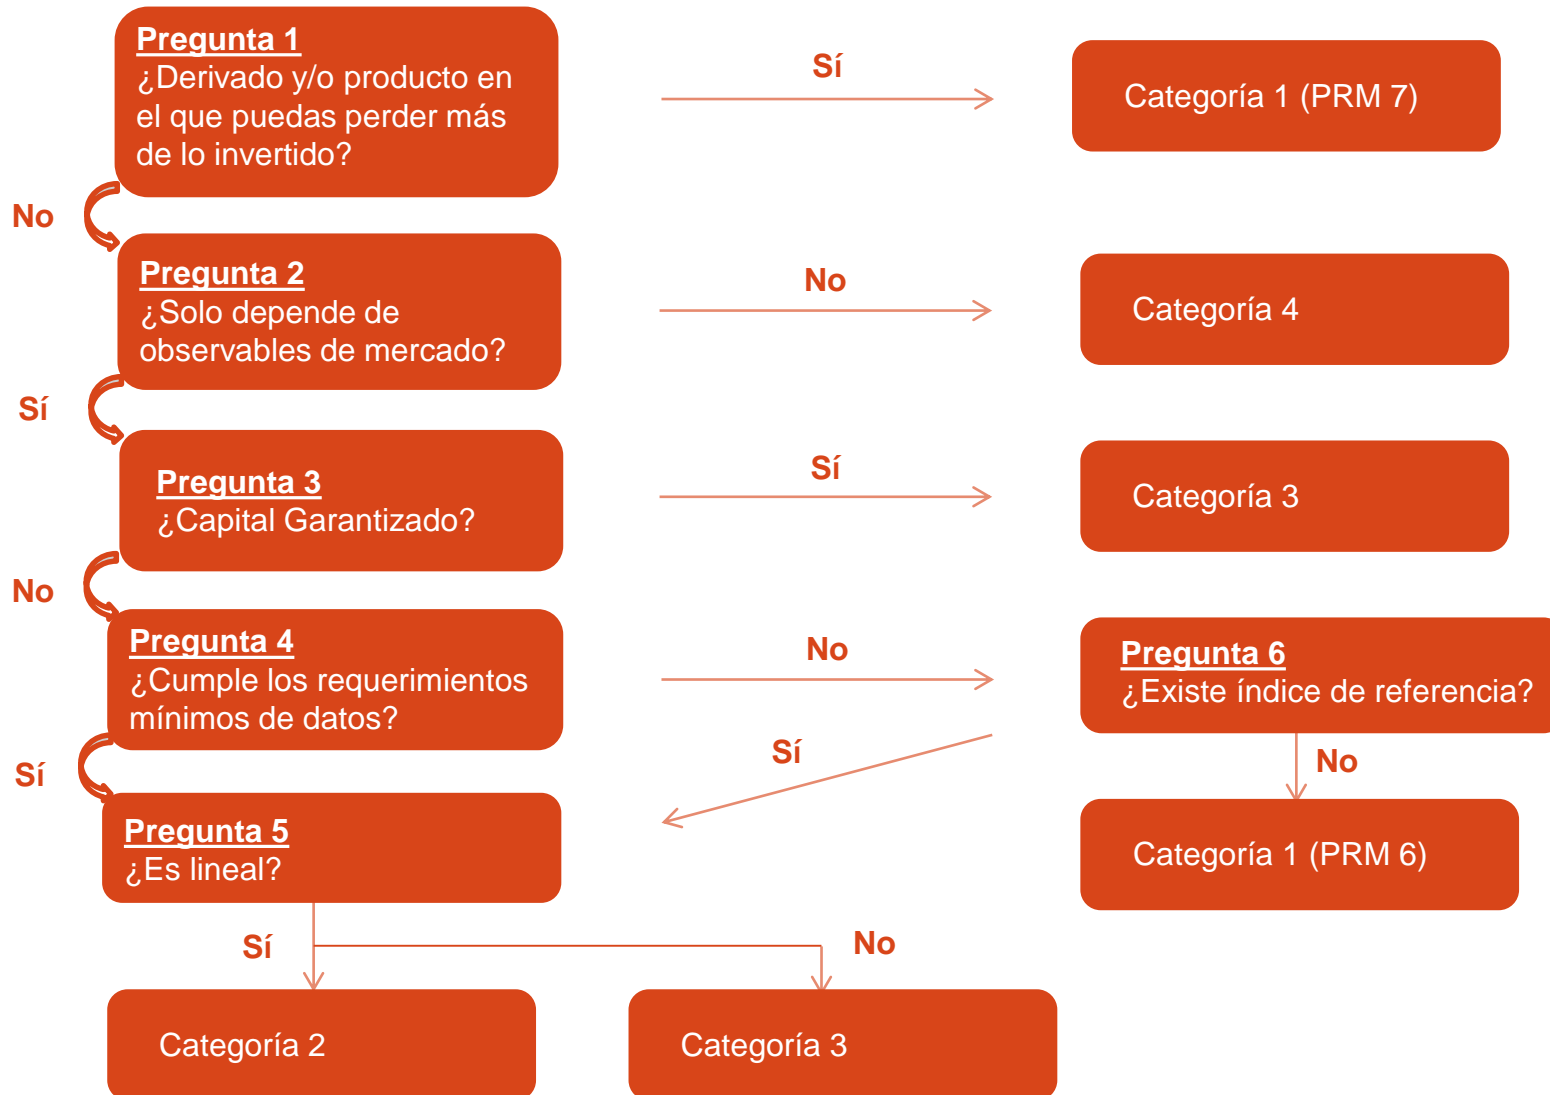 Pregunta 1
¿Derivado y/o producto en
el que puedas perder más
de lo invertido?
Sí
Categoría 1 (PRM 7)
No
Pregunta 2
¿Solo depende de
observables de mercado?
No
Categoría 4
Sí
Pregunta 3
¿Capital Garantizado?
Sí
Categoría 3
No
Pregunta 4
¿Cumple los requerimientos
mínimos de datos?
No
Pregunta 6
¿Existe índice de referencia?
Sí
Sí
No
Pregunta 5
¿Es lineal?
Categoría 1 (PRM 6)
Sí
No
Categoría 2
Categoría 3